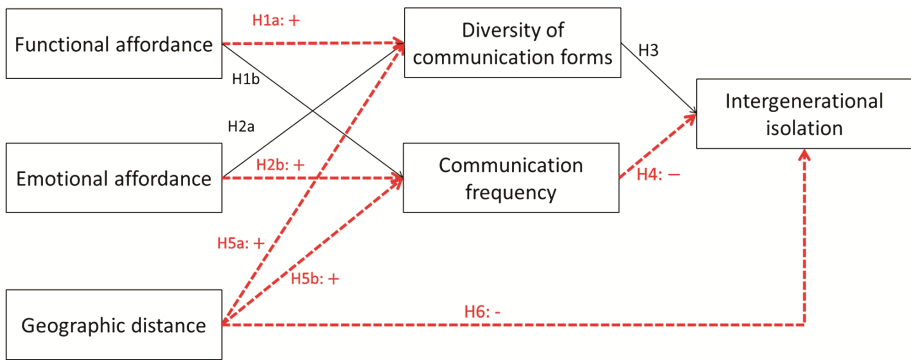 H1a: +
Functional affordance
Diversity of
communication forms
H3
H1b
Intergenerational
isolation
H2a
Emotional affordance
H2b: +
Communication
frequency
H4: −
H5a: +
H5b: +
Geographic distance
H6: -